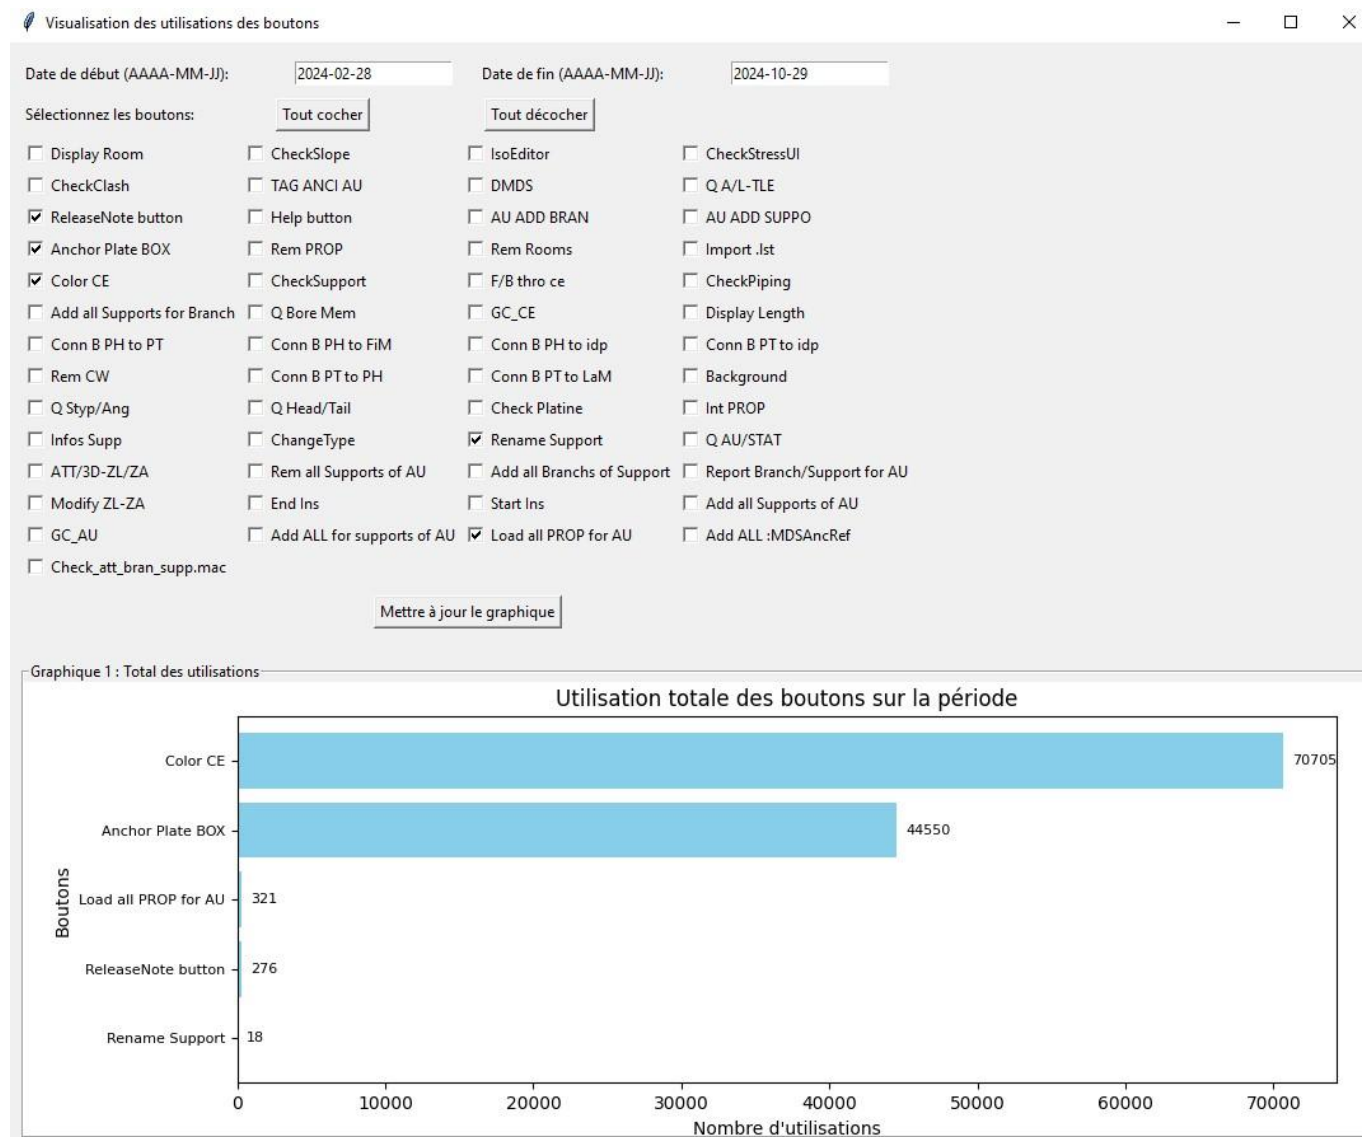 Visualisation des utilisations des boutons
Date de début (AAAA-MM-JJ): 2024-02-28 Date de fin (AAAA-MM-JJ): 2024-10-29
Sélectionnez les boutons: Tout cocher Tout décocher
Display Room CheckSlope IsoEditor CheckStressUI
CheckClash TAG ANCI AU DMDS Q A/L-TLE
ReleaseNote button Help button AU ADD BRAN AU ADD SUPPO
Anchor Plate BOX Rem PROP Rem Rooms Import .lst
Color CE CheckSupport F/B thro ce CheckPiping
Add all Supports for Branch Q Bore Mem GC_CE Display Length
Conn B PH to PT Conn B PH to FiM Conn B PH to idp Conn B PT to idp
Rem CW Conn B PT to PH Conn B PT to LaM Background
Q Styp/Ang Q Head/Tail Check Platine Int PROP
Infos Supp ChangeType Rename Support Q AU/STAT
ATT/3D-ZL/ZA Rem all Supports of AU Add all Branchs of Support Report Branch/Support for AU
Modify ZL-ZA End Ins Start Ins Add all Supports of AU
GC_AU Add ALL for supports of AU Load all PROP for AU Add ALL :MDSAncRef
Check_att_bran_supp.mac
Mettre à jour le graphique
Graphique 1 : Total des utilisations
Utilisation totale des boutons sur la période
Color CE 70705
Anchor Plate BOX 44550
Load all PROP for AU 321
ReleaseNote button 276
Rename Support 18
Boutons
0 10000 20000 30000 40000 50000 60000 70000
Nombre d'utilisations